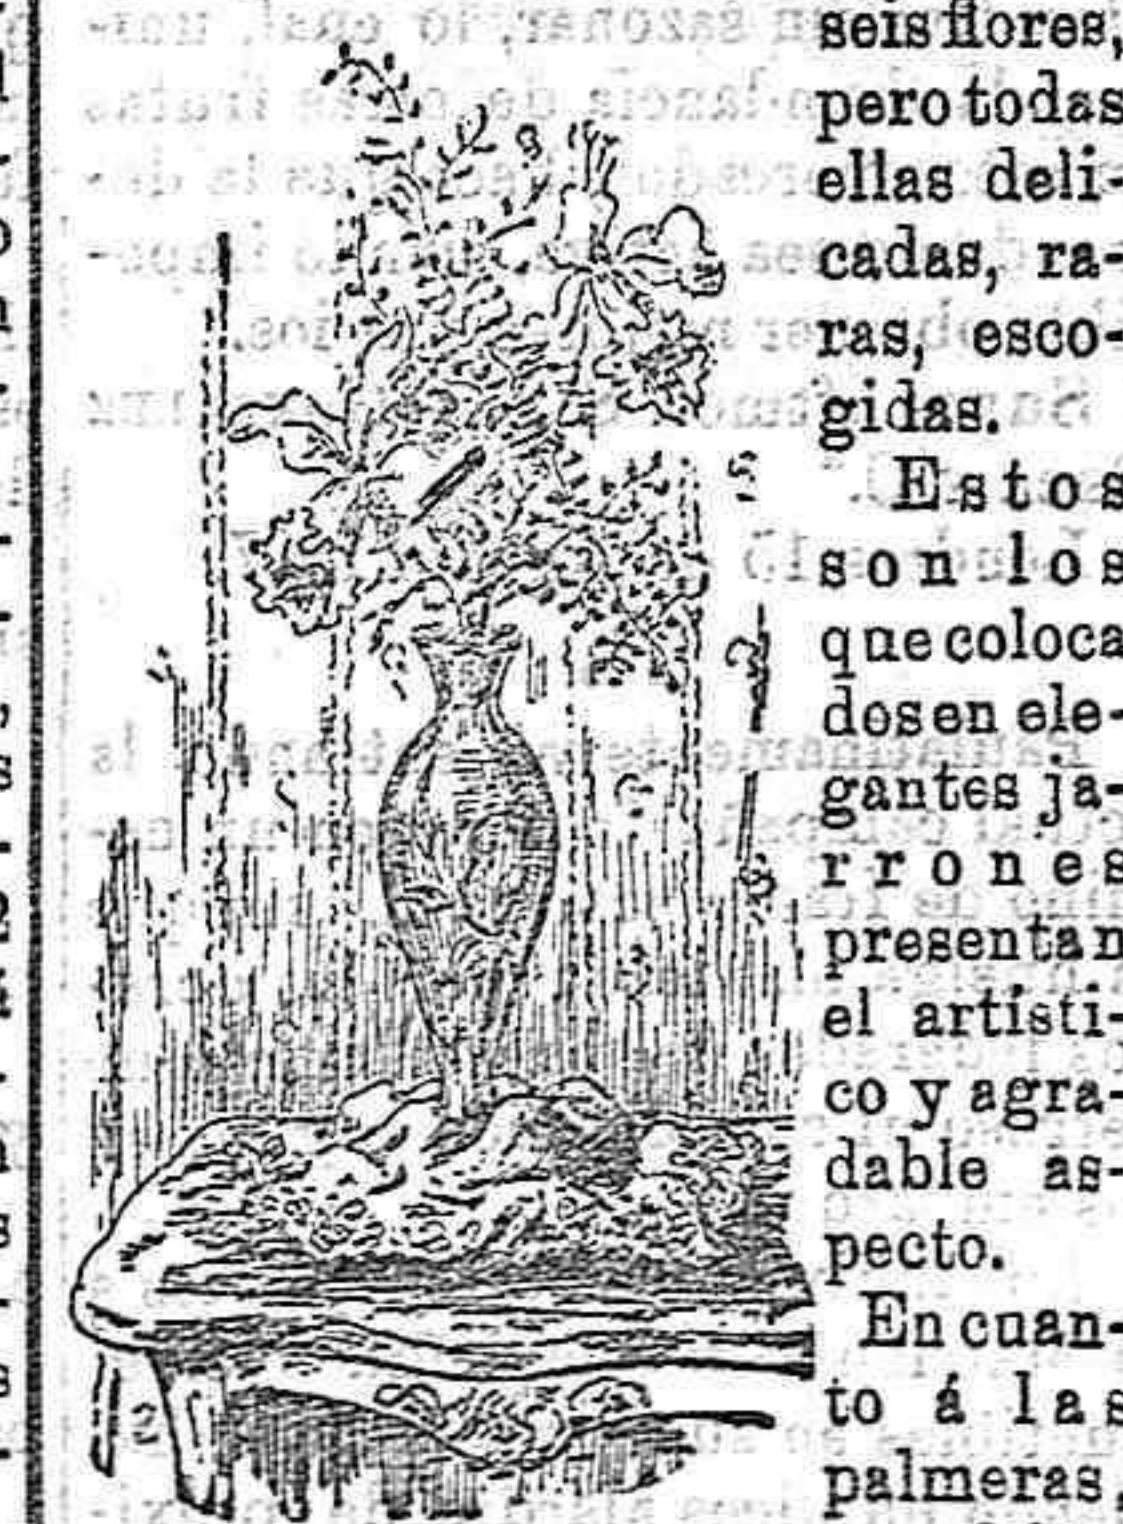 seis flores,
pero todas
ellas deli-
cadas, ra-
ras, esco-
gidas.
Estos
son los
que coloca
dos en ele-
gantes ja-
rrones
presentan
el artísti-
co y agra-
dable as-
pecto.
En cuan-
to á las
palmeras,